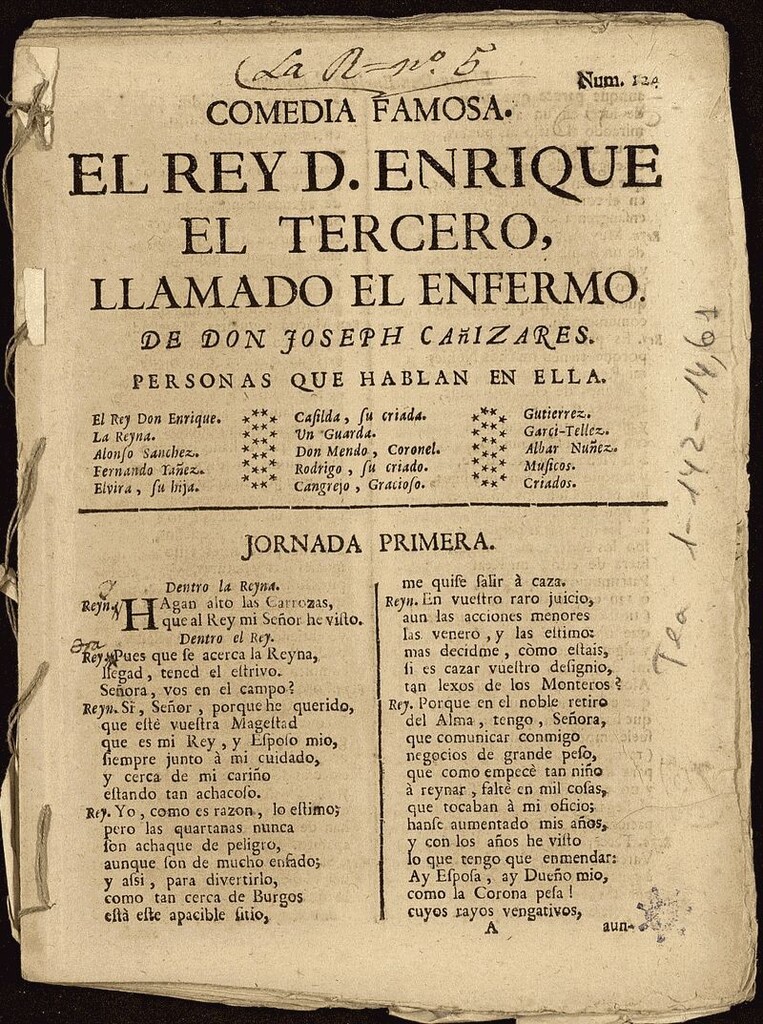 La R nº. 5
Num. 124
COMEDIA FAMOSA.
EL REY D. ENRIQUE
EL TERCERO,
LLAMADO EL ENFERMO.
DE DON JOSEPH CAñIZARES.
PERSONAS QUE HABLAN EN ELLA.
El Rey Don Enrique.
La Reyna.
Alonſo Sanchez.
Fernando Yañez.
Elvira, ſu hija.
Caſilda, ſu criada.
Un Guarda.
Don Mendo, Coronel.
Rodrigo, ſu criado.
Cangrejo, Gracioſo.
Gutierrez.
Garci-Tellez.
Albar Nuñez.
Muſicos.
Criados.
JORNADA PRIMERA.
Dentro la Reyna.
Reyn. HAgan alto las Carrozas,
que al Rey mi Señor he viſto.
Dentro el Rey.
Rey. Pues que ſe acerca la Reyna,
llegad, tened el eſtrivo.
Señora, vos en el campo?
Reyn. Sì, Señor, porque he querido,
que eſtè vueſtra Mageſtad
que es mi Rey, y Eſpoſo mio,
ſiempre junto à mi cuidado,
y cerca de mi cariño
eſtando tan achacoſo.
Rey. Yo, como es razon, lo eſtimo;
pero las quartanas nunca
ſon achaque de peligro,
aunque ſon de mucho enfado;
y aſsi, para divertirlo,
como tan cerca de Burgos
eſtà eſte apacible ſitio,
me quiſe ſalir à caza.
Reyn. En vueſtro raro juicio,
aun las acciones menores
las venero, y las eſtimo:
mas decidme, còmo eſtais,
ſi es cazar vueſtro deſignio,
tan lexos de los Monteros?
Rey. Porque en el noble retiro
del Alma, tengo, Señora,
que comunicar conmigo
negocios de grande peſo,
que como empecè tan niño
à reynar, faltè en mil coſas,
que tocaban à mi oficio;
hanſe aumentado mis años,
y con los años he viſto
lo que tengo que enmendar:
Ay Eſpoſa, ay Dueño mio,
como la Corona peſa!
cuyos rayos vengativos,
A
aun-
Tea 1-142-14,61